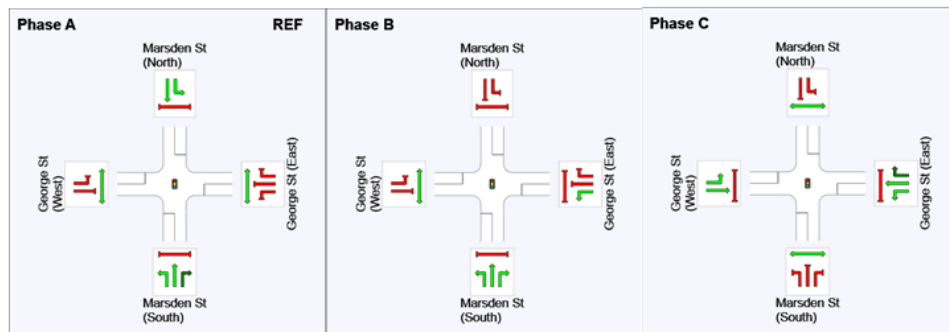 Phase A
REF
Marsden St
(North)
George St
(West)
George St (East)
Marsden St
(South)
Phase B
Marsden St
(North)
George St
(West)
George St (East)
Marsden St
(South)
Phase C
Marsden St
(North)
George St
(West)
George St (East)
Marsden St
(South)